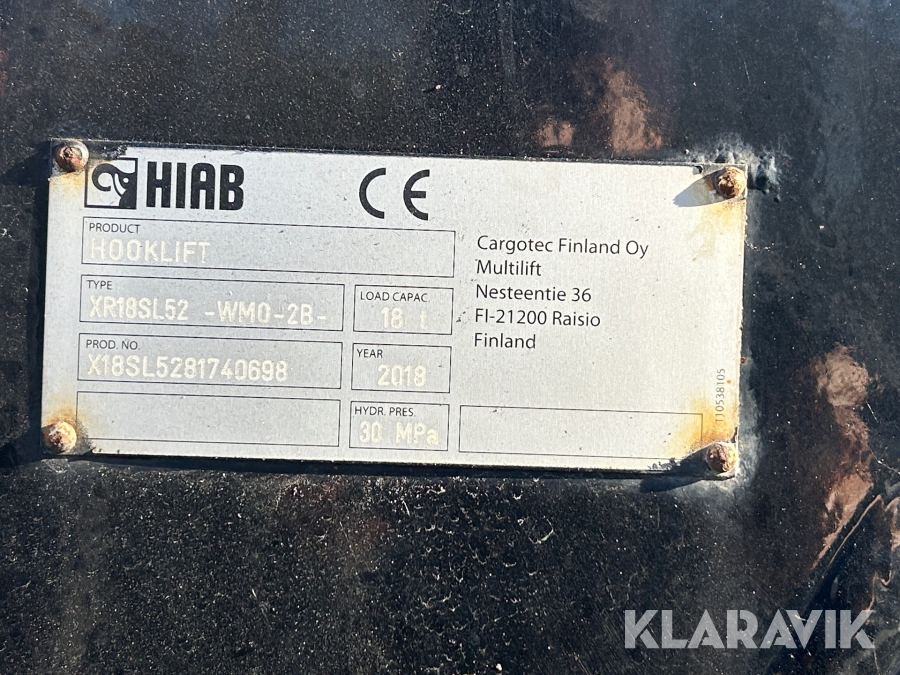 HIAB CE
PRODUCT
HOOKLIFT
TYPE
XR18SL52 -WMO-2B-
LOAD CAPAC.
18 t
PROD. NO.
X18SL5281740698
YEAR
2018
HYDR. PRES.
30 MPa
Cargotec Finland Oy
Multilift
Nesteentie 36
FI-21200 Raisio
Finland
110538105
KLARAVIK